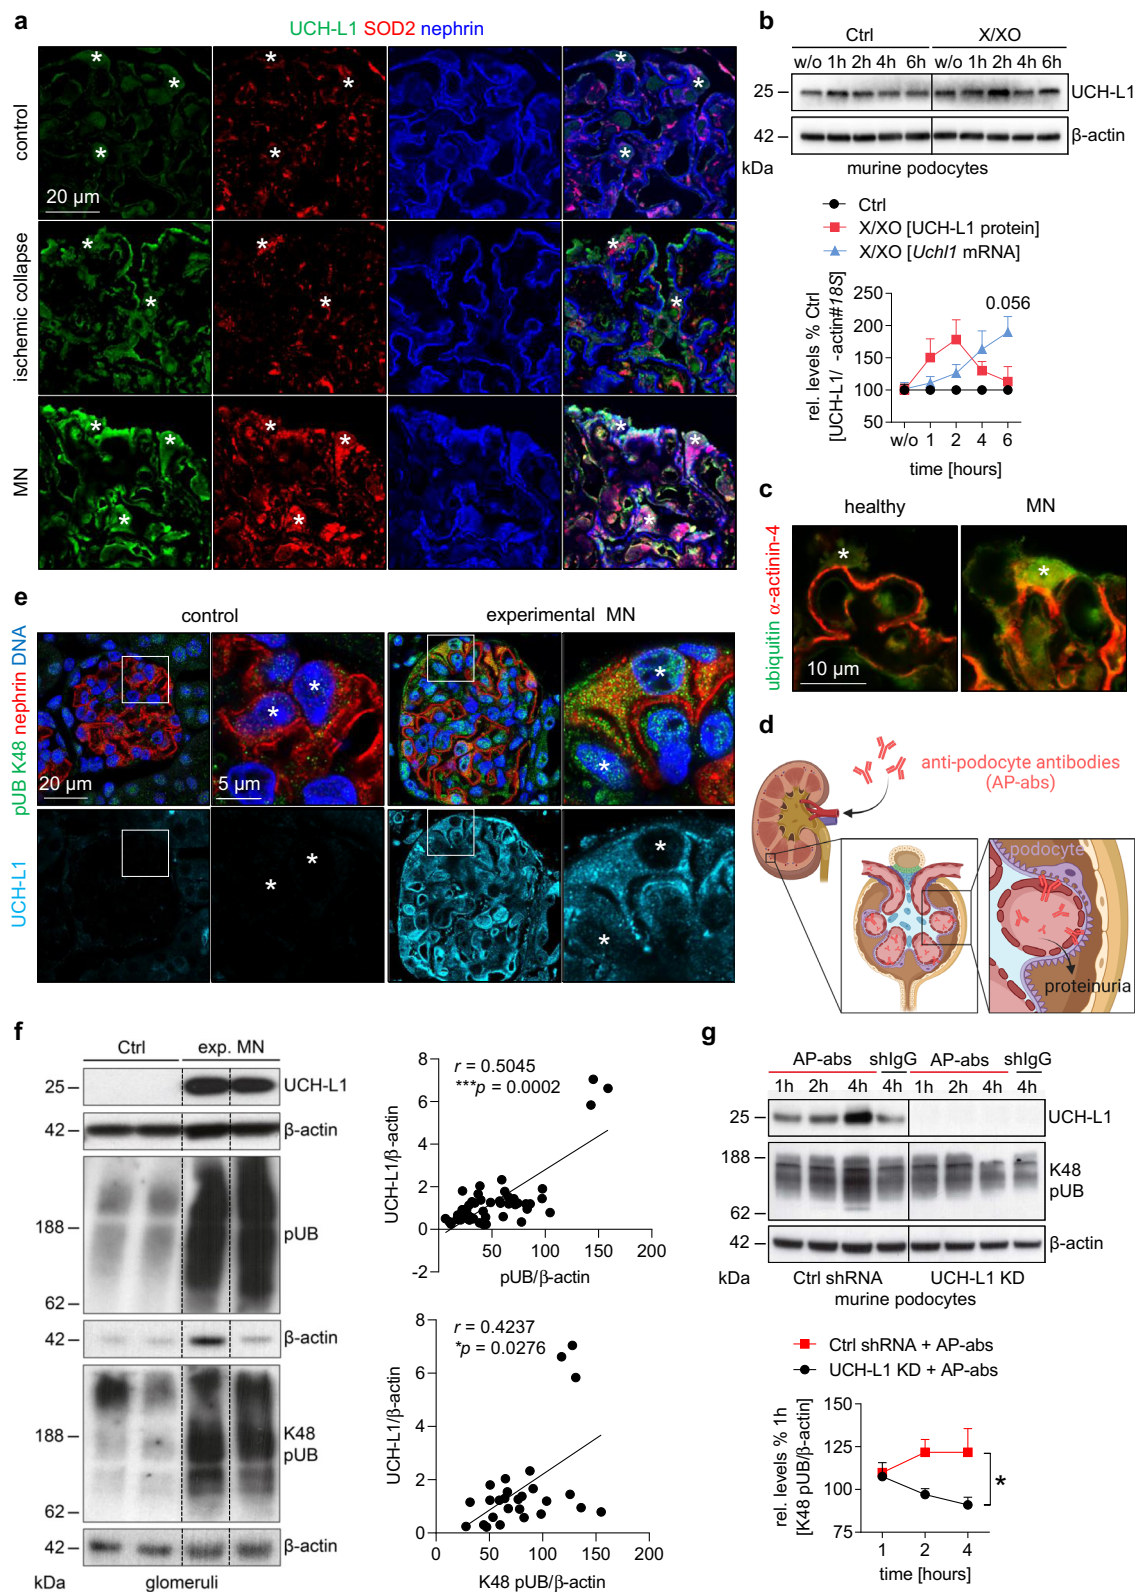 a
UCH-L1 SOD2 nephrin
control
20 µm
ischemic collapse
MN
b
Ctrl X/XO
w/o 1h 2h 4h 6h w/o 1h 2h 4h 6h
25 UCH-L1
42 β-actin
kDa
murine podocytes
Ctrl
X/XO [UCH-L1 protein]
X/XO [Uchl1 mRNA]
0.056
rel. levels % Ctrl
[UCH-L1/ -actin#18S]
250
200
150
100
50
w/o 1 2 4 6
time [hours]
c
healthy MN
ubiquitin α-actinin-4
10 µm
d
anti-podocyte antibodies
(AP-abs)
podocyte
proteinuria
e
control experimental MN
pUB K48 nephrin DNA
20 µm 5 µm
UCH-L1
f
Ctrl exp. MN
25 UCH-L1
42 β-actin
188 pUB
62
42 β-actin
188 K48
pUB
62
42 β-actin
kDa glomeruli
r = 0.5045
***p = 0.0002
UCH-L1/β-actin
8
6
4
2
0
-2
50 100 150 200
pUB/β-actin
r = 0.4237
*p = 0.0276
UCH-L1/β-actin
8
6
4
2
0
0 50 100 150 200
K48 pUB/β-actin
g
AP-abs shIgG AP-abs shIgG
1h 2h 4h 4h 1h 2h 4h 4h
25 UCH-L1
188 K48
pUB
62
42 β-actin
kDa Ctrl shRNA UCH-L1 KD
murine podocytes
Ctrl shRNA + AP-abs
UCH-L1 KD + AP-abs
rel. levels % 1h
[K48 pUB/β-actin]
150
125
100
75
*
1 2 4
time [hours]